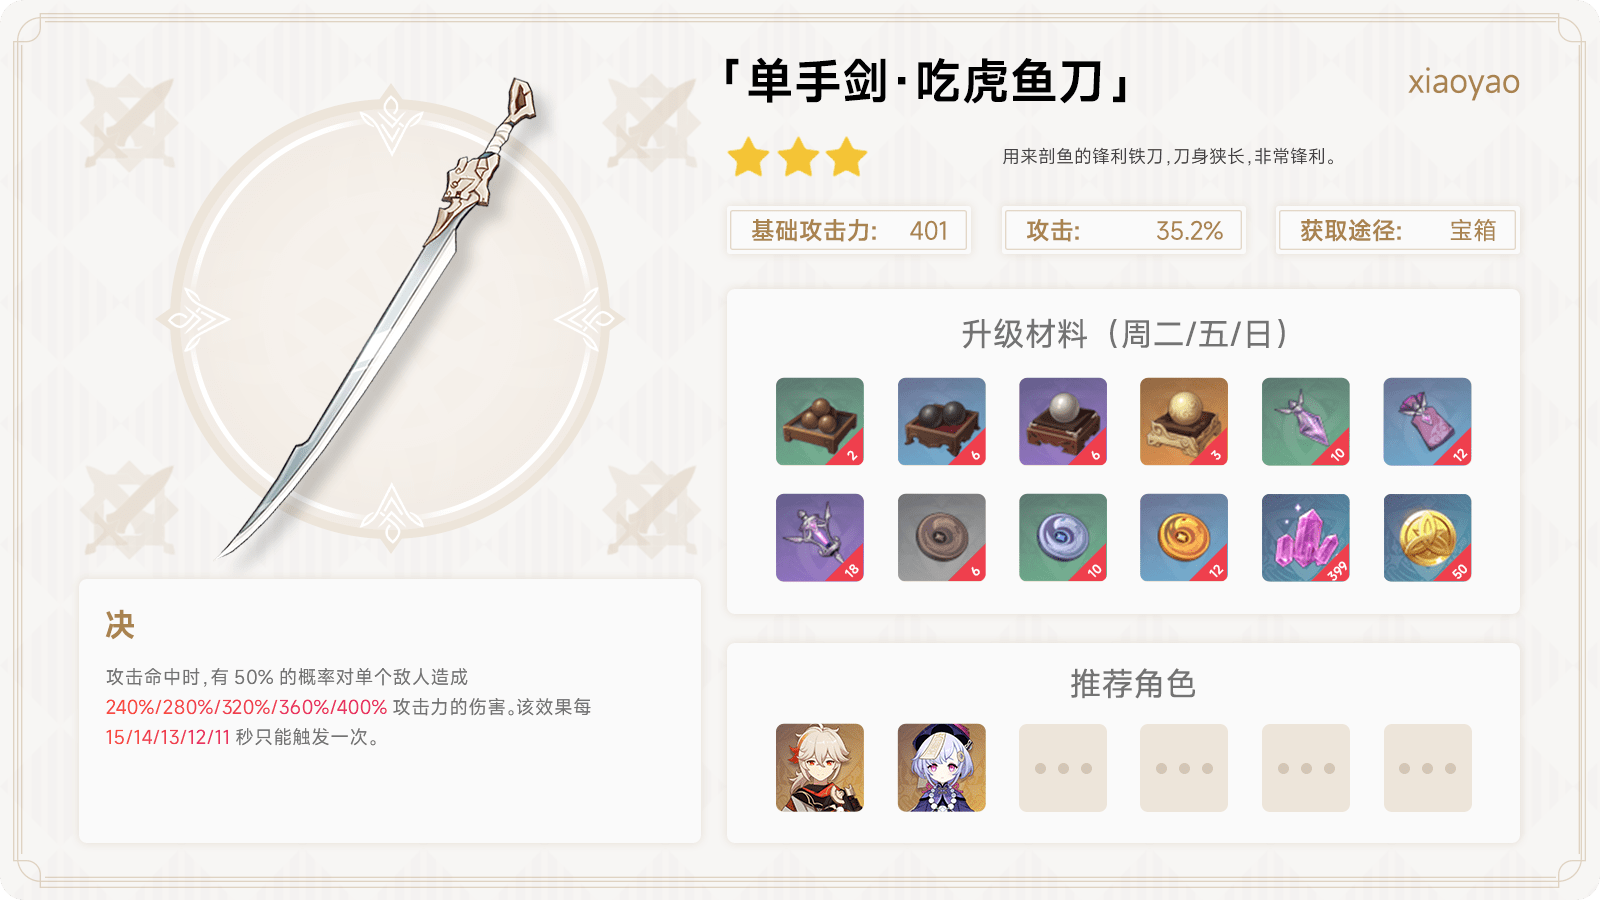 「单手剑·吃虎鱼刀」
xiaoyao
用来剖鱼的锋利铁刀,刀身狭长,非常锋利。
基础攻击力: 401
攻击: 35.2%
获取途径: 宝箱
升级材料（周二/五/日）
2
6
6
3
10
12
18
6
10
12
399
50
决
攻击命中时,有 50% 的概率对单个敌人造成
240%/280%/320%/360%/400% 攻击力的伤害。该效果每
15/14/13/12/11 秒只能触发一次。
推荐角色